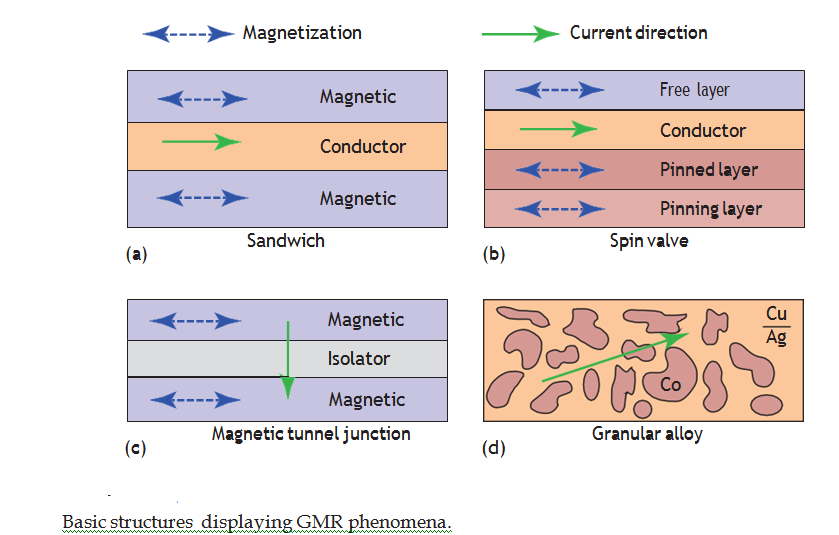 Magnetization
Current direction
Magnetic
Conductor
Magnetic
(a)
Sandwich
Free layer
Conductor
Pinned layer
Pinning layer
(b)
Spin valve
Magnetic
Isolator
Magnetic
(c)
Magnetic tunnel junction
Cu
Ag
Co
(d)
Granular alloy
Basic structures displaying GMR phenomena.